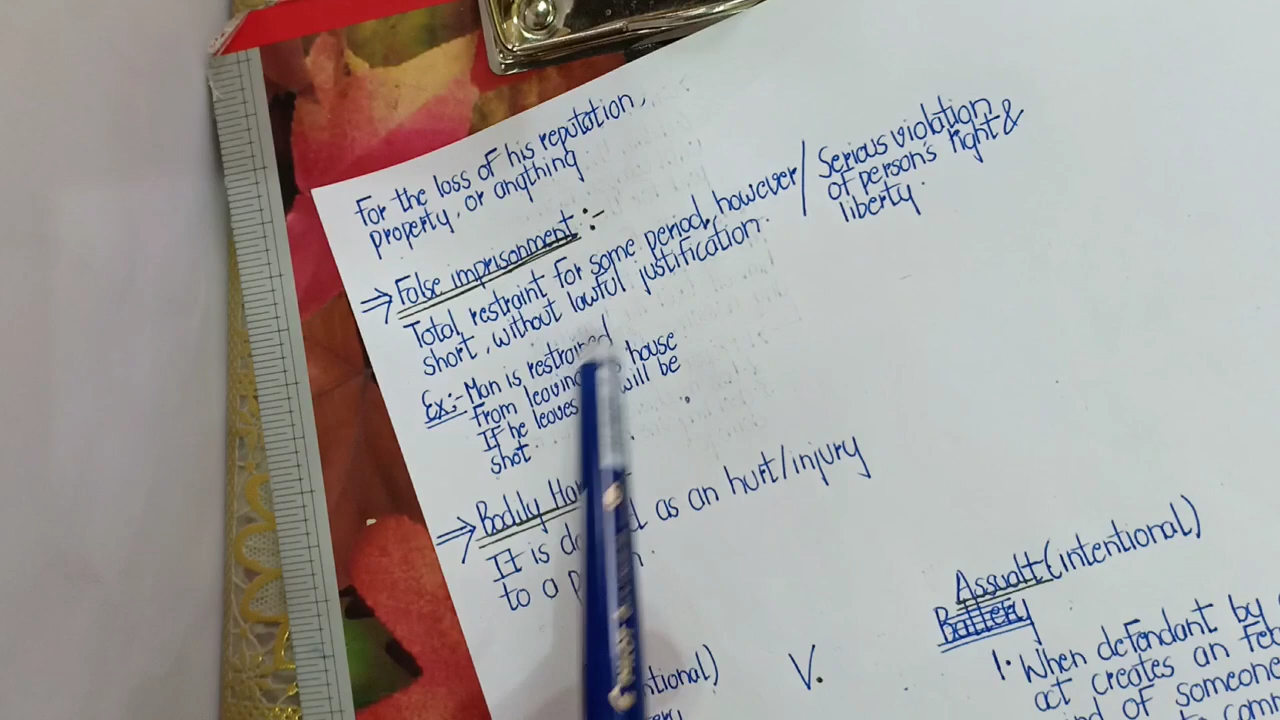 For the loss of his reputation,
property, or anything
⇒ False imprisonment :-
Total restraint for some period, however
short, without lawful justification.
/ Serious violation
of person's right &
liberty.
Ex:- Man is restrained
from leaving house
If he leaves will be
shot.
⇒ Bodily
It is as an hurt/injury
to a
V.
Assualt (intentional)
Battery
1. When defendant by
act creates an
of someone